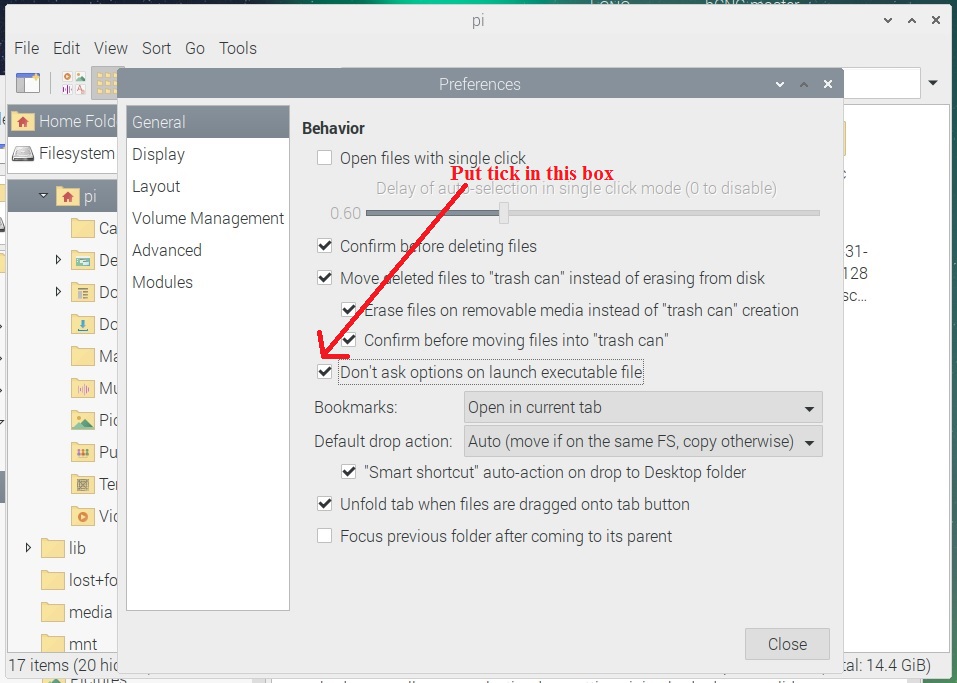 pi
File Edit View Sort Go Tools
Preferences
Home Fold
Filesystem
pi
Ca
De
Do
Do
Ma
Mu
Pic
Pu
Te
Vid
lib
lost+fo
media
mnt
Pictures
General
Display
Layout
Volume Management
Advanced
Modules
Behavior
Open files with single click
Put tick in this box
Delay of auto-selection in single click mode (0 to disable)
0.60
Confirm before deleting files
Move deleted files to "trash can" instead of erasing from disk
Erase files on removable media instead of "trash can" creation
Confirm before moving files into "trash can"
Don't ask options on launch executable file
Bookmarks: Open in current tab
Default drop action: Auto (move if on the same FS, copy otherwise)
"Smart shortcut" auto-action on drop to Desktop folder
Unfold tab when files are dragged onto tab button
Focus previous folder after coming to its parent
Close
31-
128
sc...
17 items (20 hid
tal: 14.4 GiB)